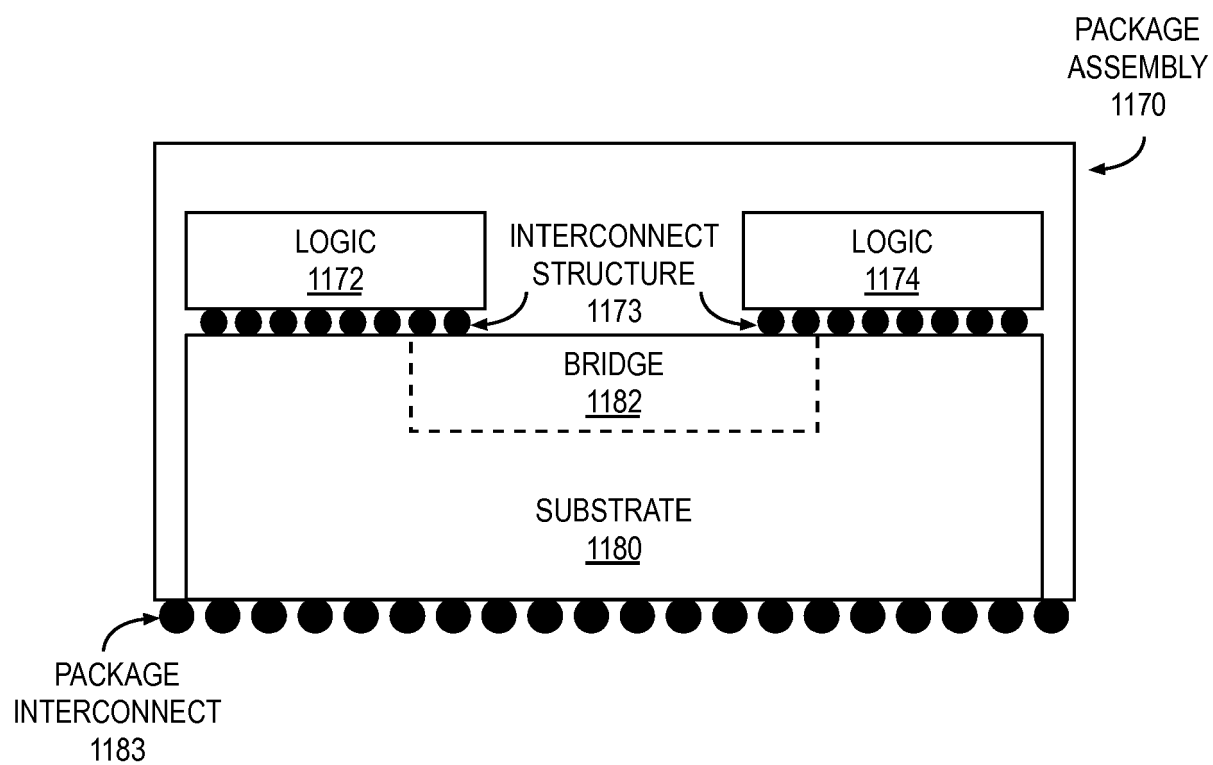 PACKAGE
ASSEMBLY
1170
LOGIC
1172
INTERCONNECT
STRUCTURE
1173
LOGIC
1174
BRIDGE
1182
SUBSTRATE
1180
PACKAGE
INTERCONNECT
1183